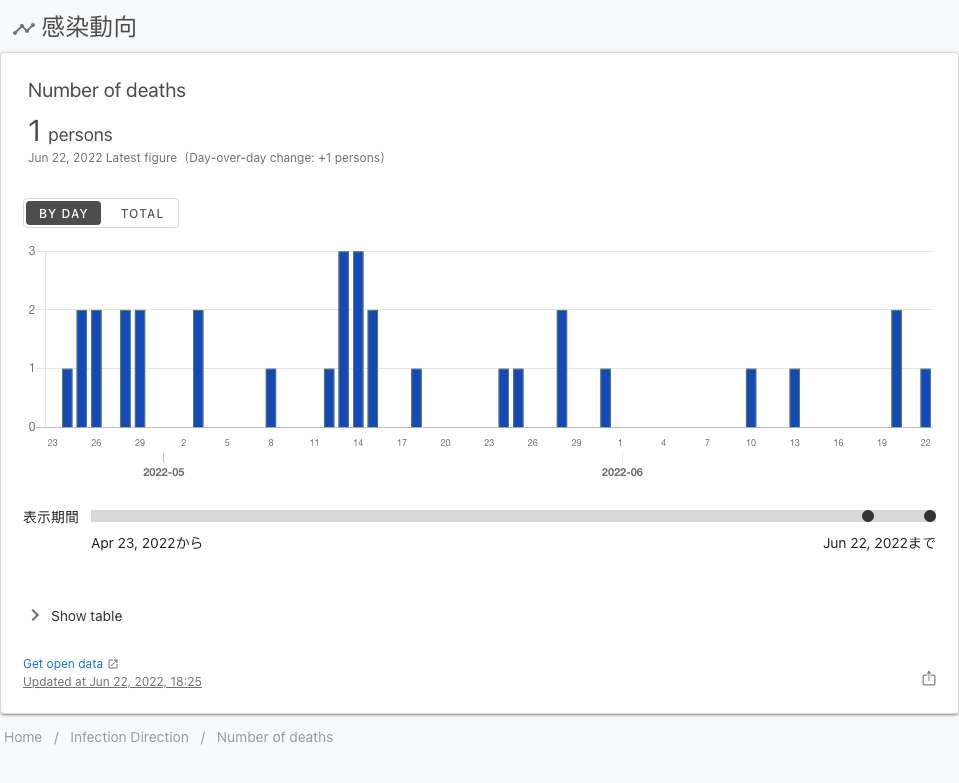 感染動向
Number of deaths
1 persons
Jun 22, 2022 Latest figure (Day-over-day change: +1 persons)
BY DAY TOTAL
3
2
1
0
23 26 29 2 5 8 11 14 17 20 23 26 29 1 4 7 10 13 16 19 22
2022-05 2022-06
表示期間
Apr 23, 2022から Jun 22, 2022まで
Show table
Get open data
Updated at Jun 22, 2022, 18:25
Home / Infection Direction / Number of deaths